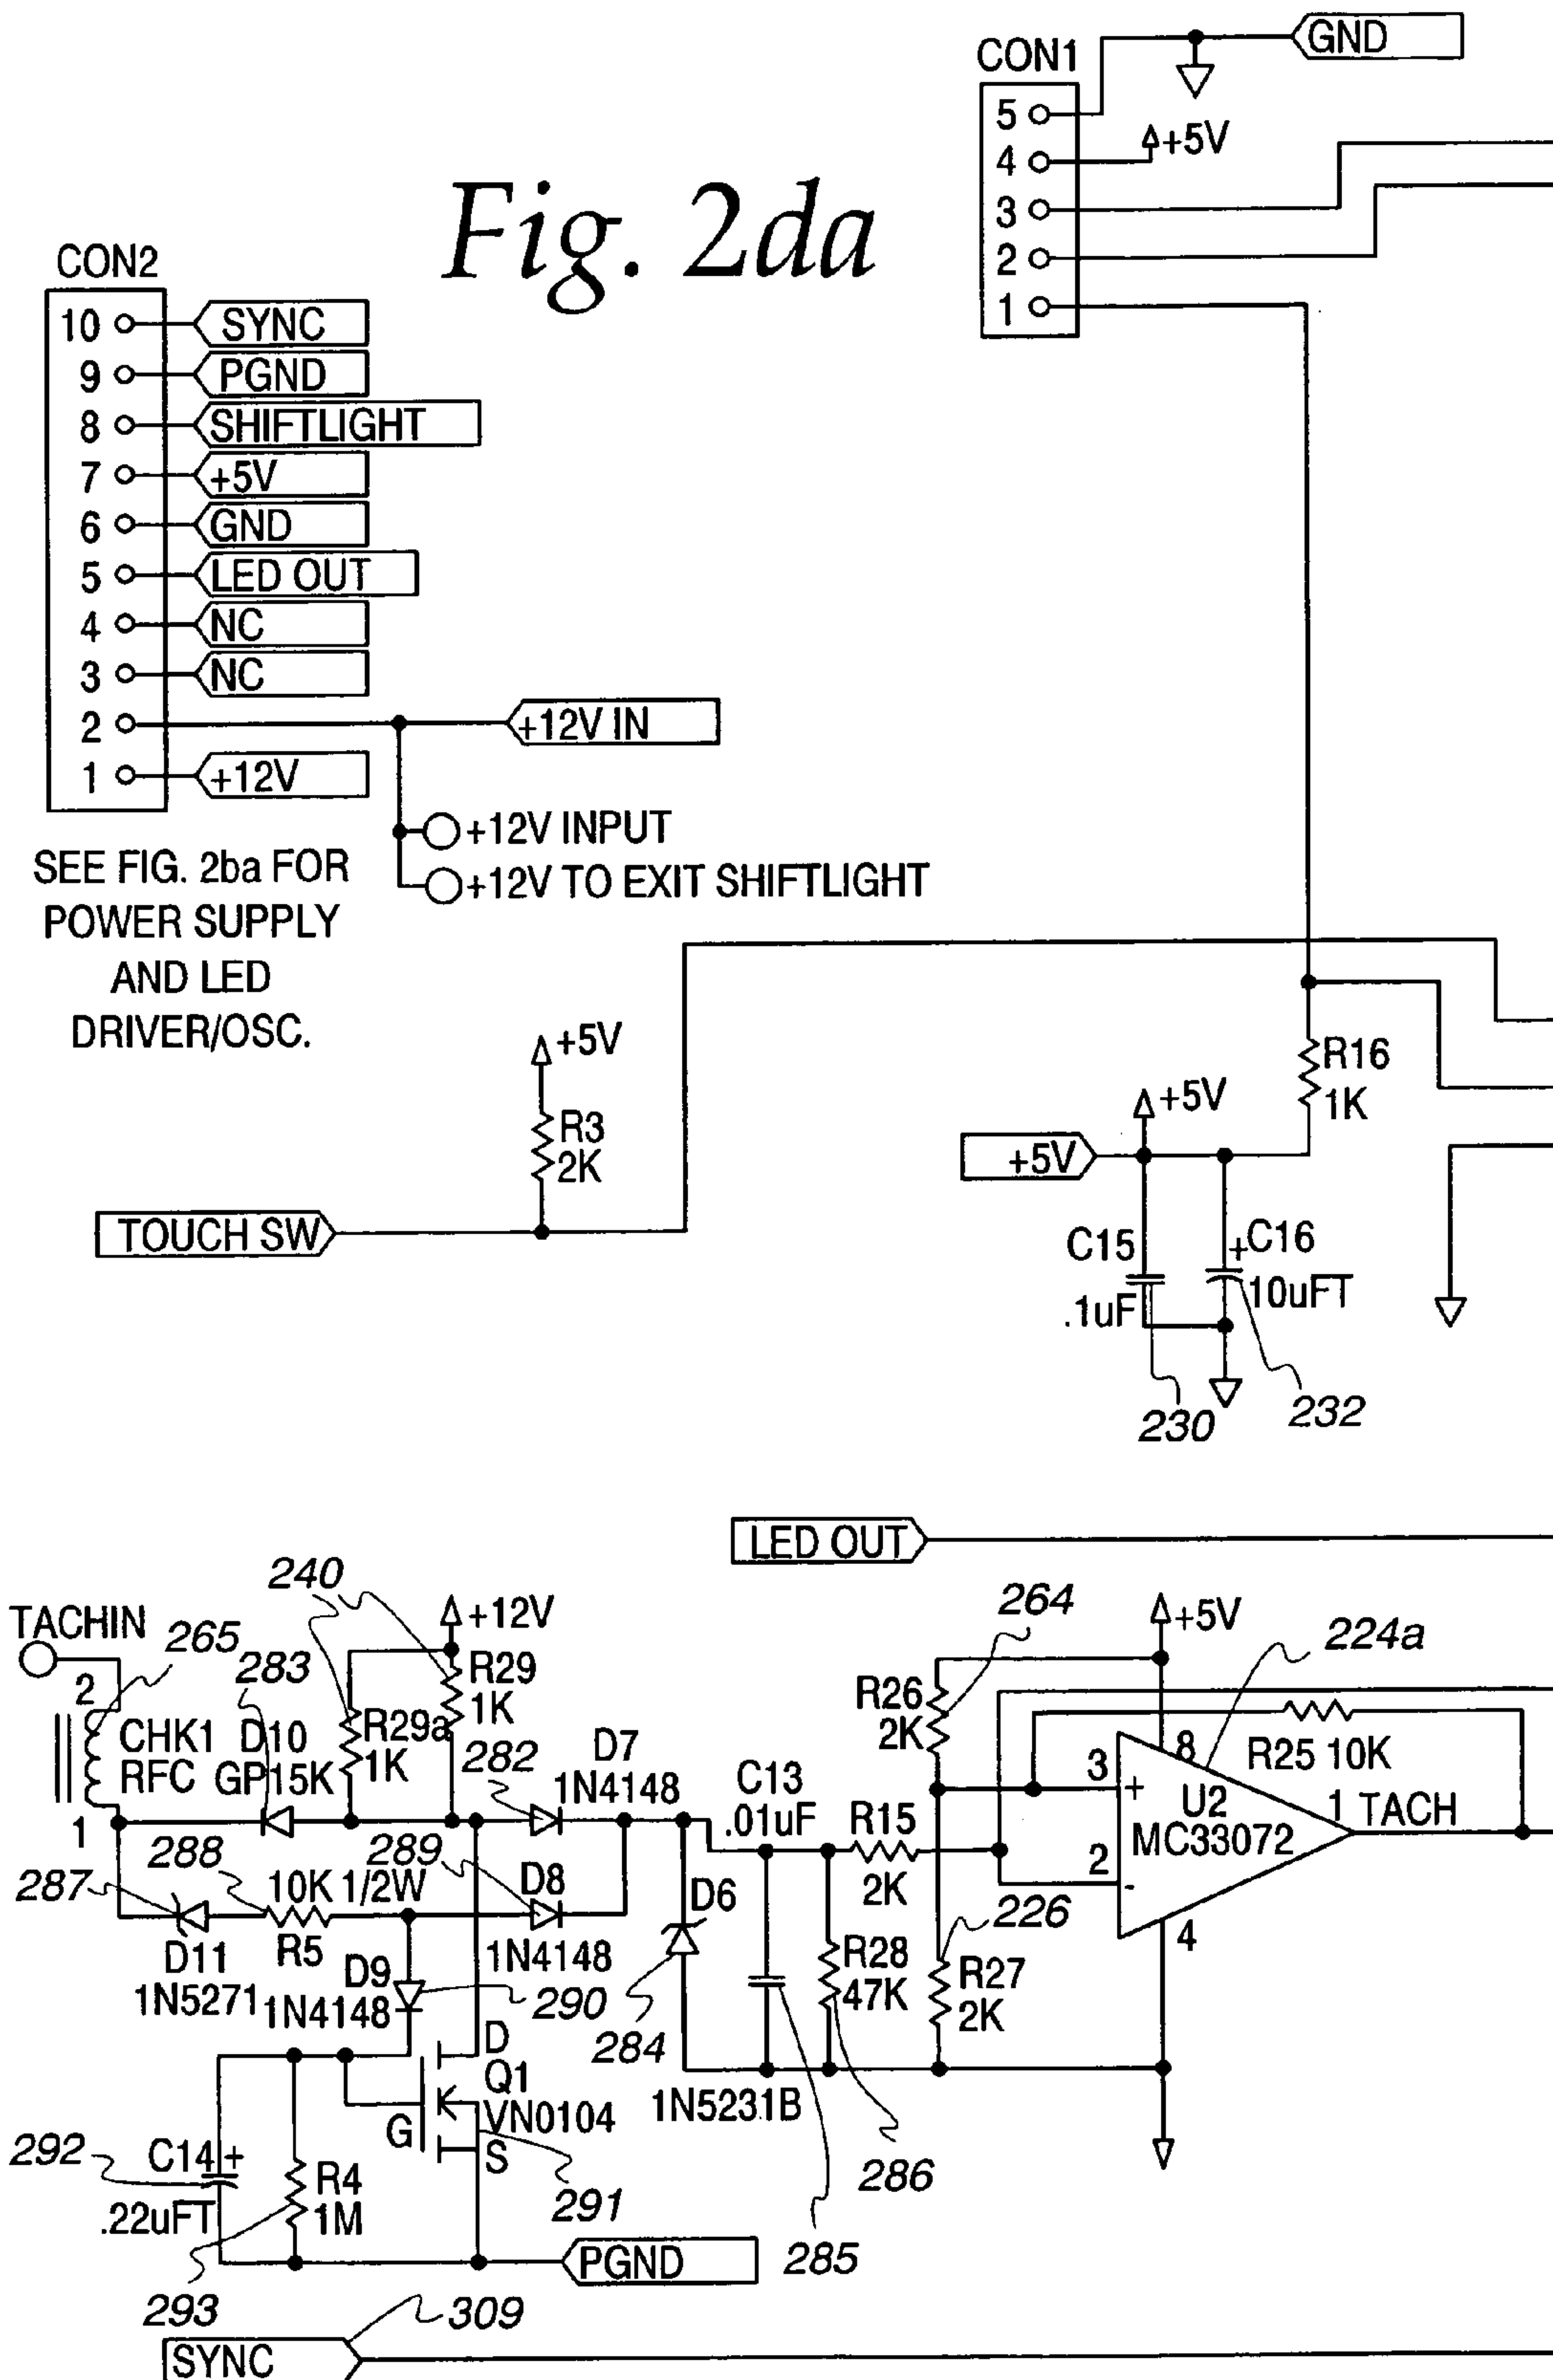 GND
CON1
5
4
+5V
3
2
1
Fig. 2da
CON2
10 SYNC
9 PGND
8 SHIFTLIGHT
7 +5V
6 GND
5 LED OUT
4 NC
3 NC
2 +12V IN
1 +12V
+12V INPUT
+12V TO EXIT SHIFTLIGHT
SEE FIG. 2ba FOR
POWER SUPPLY
AND LED
DRIVER/OSC.
+5V
R3
2K
TOUCH SW
R16
1K
+5V
+5V
C15
.1uF
+C16
10uFT
230
232
LED OUT
TACHIN
265
2
CHK1
RFC
1
283
D10
GP15K
240
+12V
R29
1K
R29a
1K
282
D7
1N4148
287
288
289
10K 1/2W
R5
D11
1N5271
D8
1N4148
D9
1N4148
290
D
Q1
VN0104
G
S
291
292
C14 +
.22uFT
R4
1M
293
PGND
D6
284
1N5231B
C13
.01uF
285
R28
47K
286
R15
2K
264
R26
2K
226
R27
2K
+5V
224a
R25 10K
3
+
8
U2
MC33072
1
TACH
2
-
4
309
SYNC